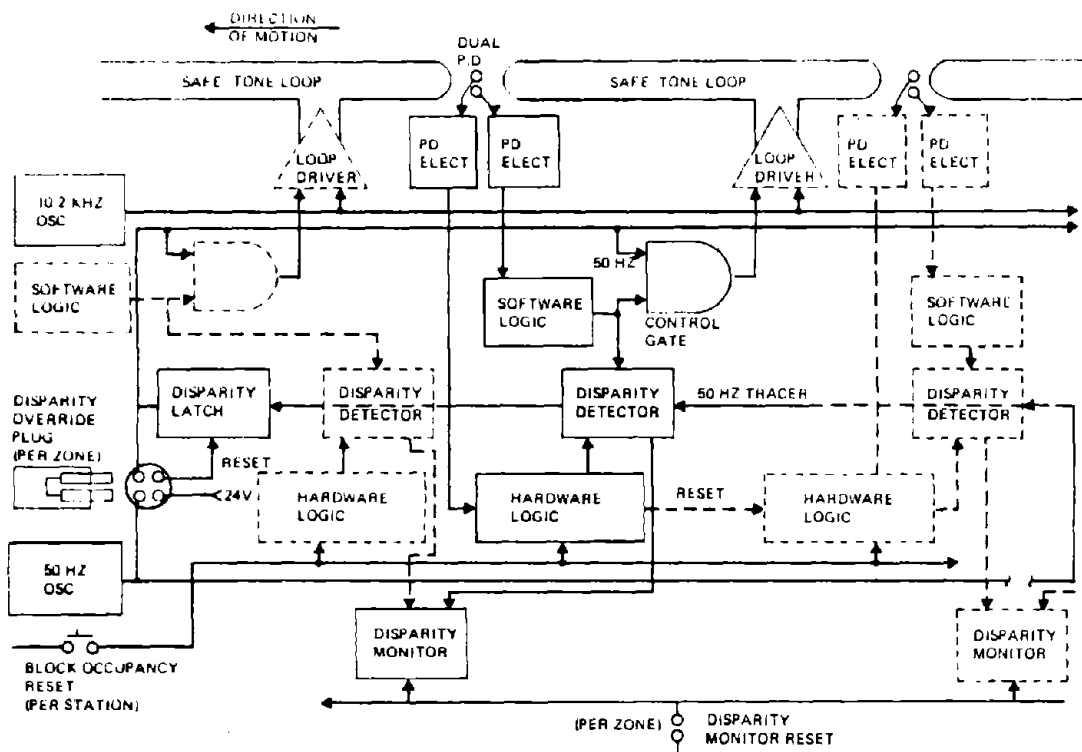 DIRECTION
OF MOTION
DUAL
P.D
SAFE TONE LOOP
SAFE TONE LOOP
PD
ELECT
PD
ELECT
PD
ELECT
PD
ELECT
LOOP
DRIVER
LOOP
DRIVER
10.2 KHZ
OSC
50 HZ
SOFTWARE
LOGIC
SOFTWARE
LOGIC
CONTROL
GATE
SOFTWARE
LOGIC
DISPARITY
OVERRIDE
PLUG
(PER ZONE)
DISPARITY
LATCH
DISPARITY
DETECTOR
DISPARITY
DETECTOR
50 HZ TRACER
DISPARITY
DETECTOR
RESET
24V
HARDWARE
LOGIC
HARDWARE
LOGIC
RESET
HARDWARE
LOGIC
50 HZ
OSC
BLOCK OCCUPANCY
RESET
(PER STATION)
DISPARITY
MONITOR
DISPARITY
MONITOR
(PER ZONE)
DISPARITY
MONITOR RESET